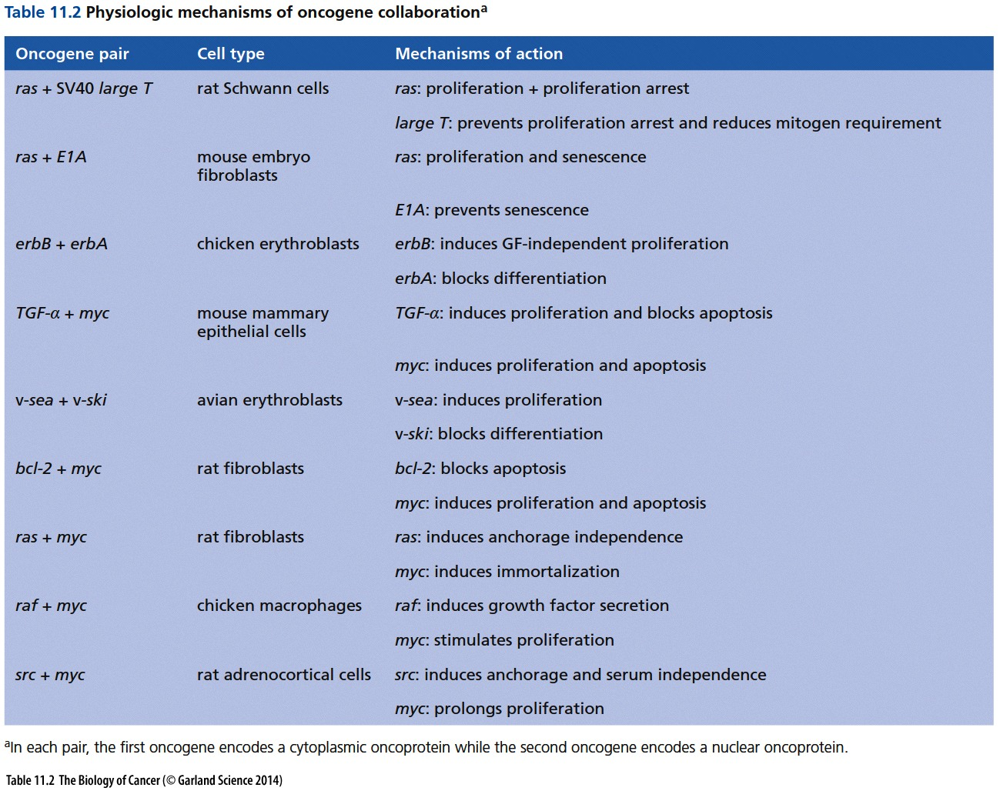 Table 11.2 Physiologic mechanisms of oncogene collaborationa
Oncogene pair Cell type Mechanisms of action
ras + SV40 large T rat Schwann cells ras: proliferation + proliferation arrest
large T: prevents proliferation arrest and reduces mitogen requirement
ras + E1A mouse embryo ras: proliferation and senescence
fibroblasts
E1A: prevents senescence
erbB + erbA chicken erythroblasts erbB: induces GF-independent proliferation
erbA: blocks differentiation
TGF-α + myc mouse mammary TGF-α: induces proliferation and blocks apoptosis
epithelial cells
myc: induces proliferation and apoptosis
v-sea + v-ski avian erythroblasts v-sea: induces proliferation
v-ski: blocks differentiation
bcl-2 + myc rat fibroblasts bcl-2: blocks apoptosis
myc: induces proliferation and apoptosis
ras + myc rat fibroblasts ras: induces anchorage independence
myc: induces immortalization
raf + myc chicken macrophages raf: induces growth factor secretion
myc: stimulates proliferation
src + myc rat adrenocortical cells src: induces anchorage and serum independence
myc: prolongs proliferation
aIn each pair, the first oncogene encodes a cytoplasmic oncoprotein while the second oncogene encodes a nuclear oncoprotein.
Table 11.2 The Biology of Cancer (© Garland Science 2014)